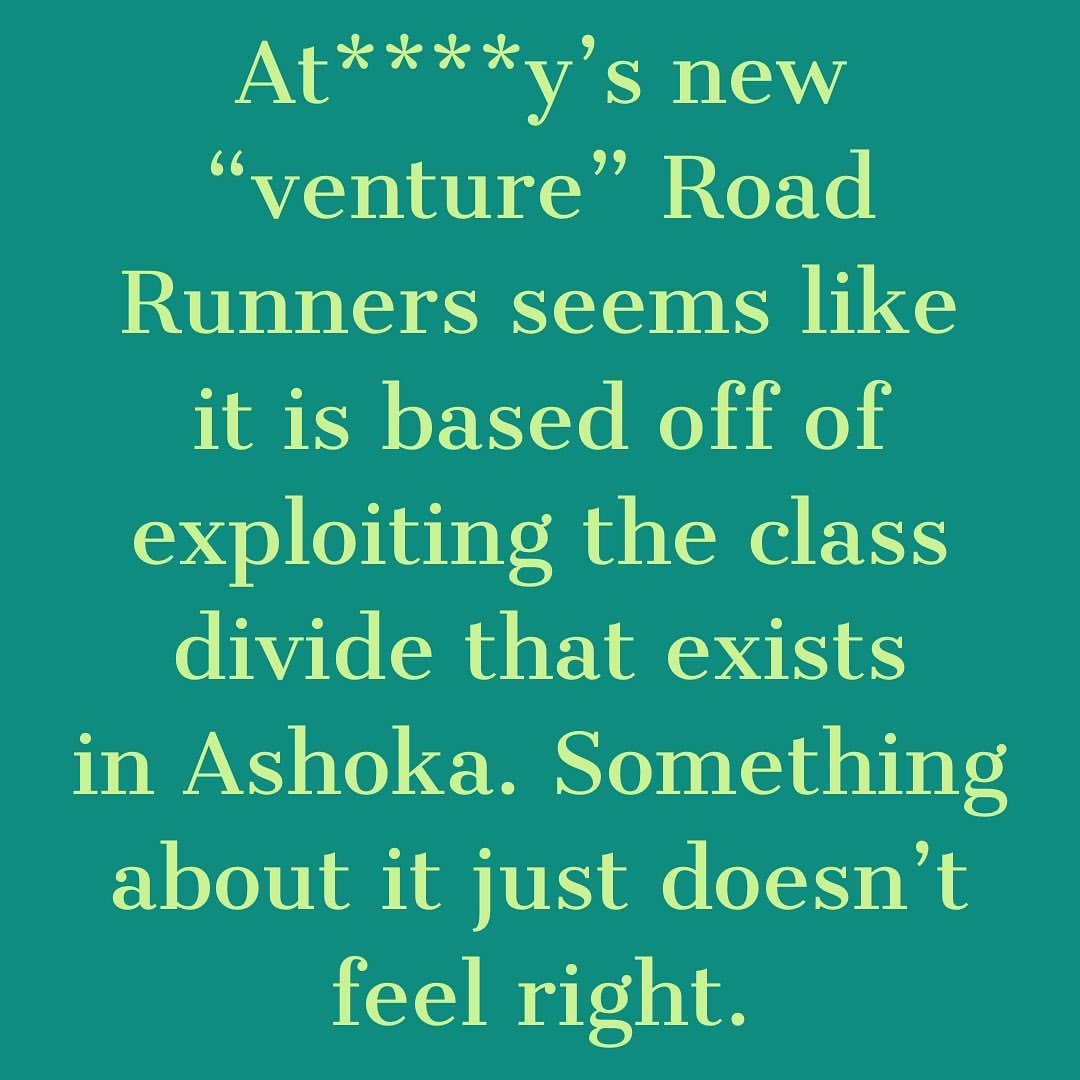 At****y’s new
“venture” Road
Runners seems like
it is based off of
exploiting the class
divide that exists
in Ashoka. Something
about it just doesn’t
feel right.